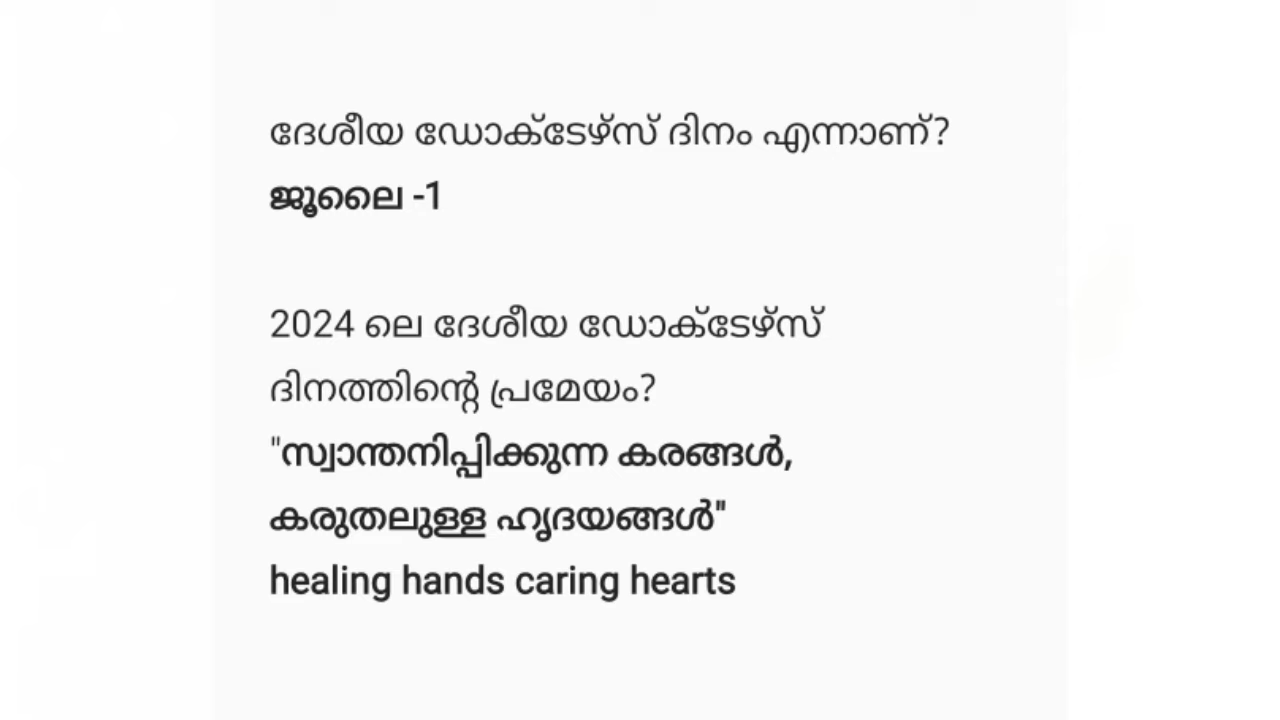 ദേശീയ ഡോക്ടേഴ്സ് ദിനം എന്നാണ്?
ജൂലൈ -1
2024 ലെ ദേശീയ ഡോക്ടേഴ്സ്
ദിനത്തിന്റെ പ്രമേയം?
"സ്വാന്തനിപ്പിക്കുന്ന കരങ്ങൾ,
കരുതലുള്ള ഹൃദയങ്ങൾ"
healing hands caring hearts